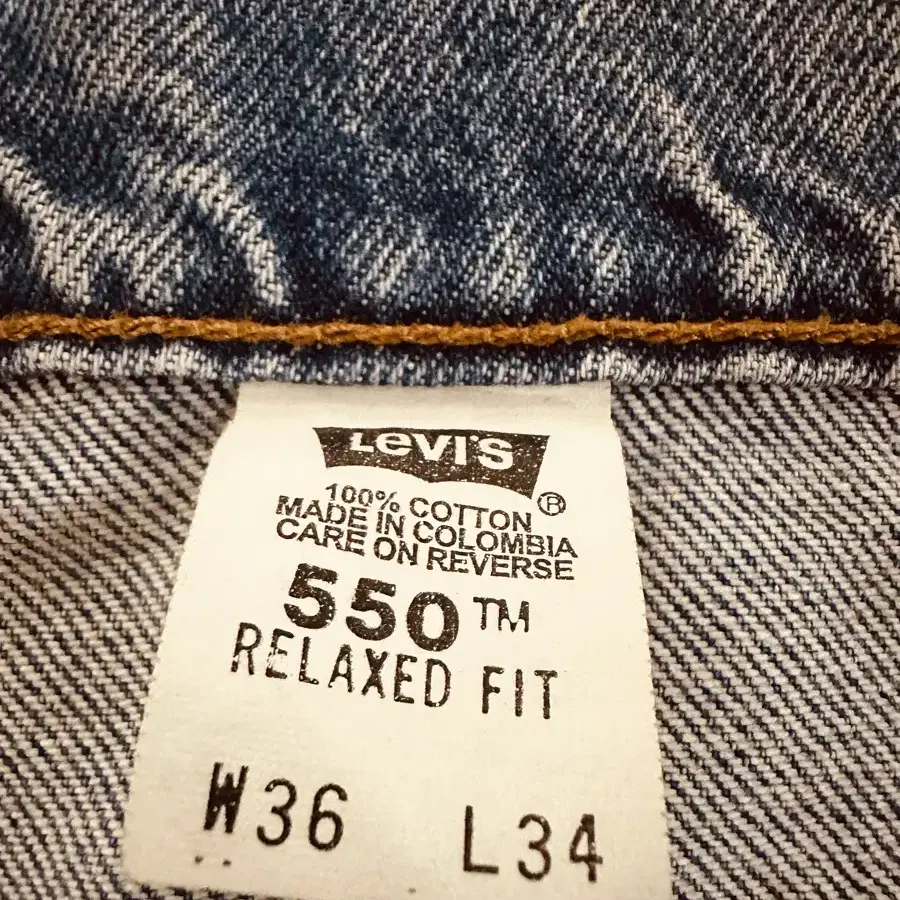 Levi's ®
100% COTTON
MADE IN COLOMBIA
CARE ON REVERSE
550™
RELAXED FIT
W36 L34